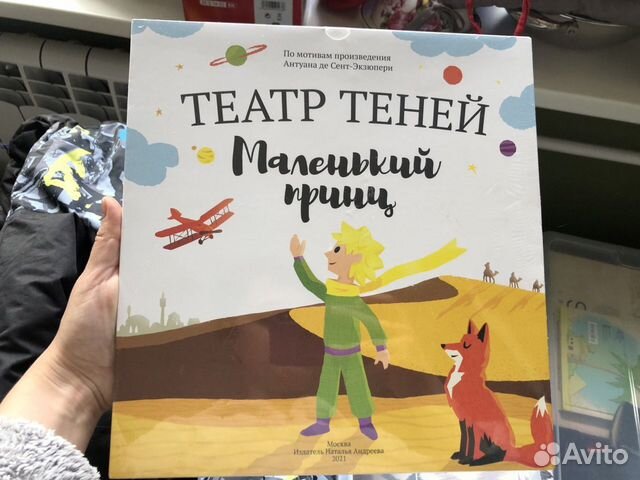 По мотивам произведения
Антуана де Сент-Экзюпери
ТЕАТР ТЕНЕЙ
Маленький
принц
Москва
Издатель Наталья Андреева
2021
Avito